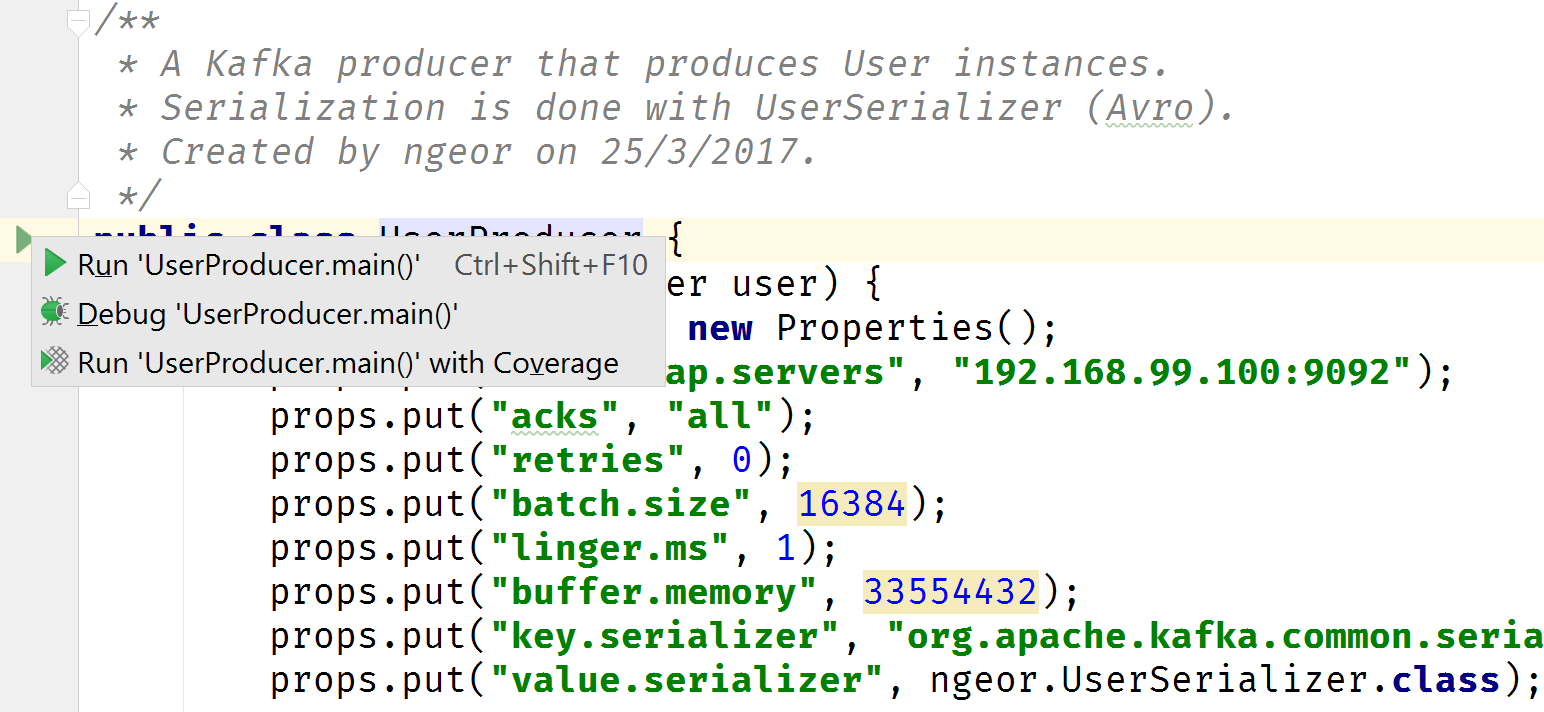 /**
* A Kafka producer that produces User instances.
* Serialization is done with UserSerializer (Avro).
* Created by ngeor on 25/3/2017.
*/
public class UserProducer {
Run 'UserProducer.main()' Ctrl+Shift+F10
er user) {
Debug 'UserProducer.main()'
new Properties();
Run 'UserProducer.main()' with Coverage
ap.servers", "192.168.99.100:9092");
props.put("acks", "all");
props.put("retries", 0);
props.put("batch.size", 16384);
props.put("linger.ms", 1);
props.put("buffer.memory", 33554432);
props.put("key.serializer", "org.apache.kafka.common.seria
props.put("value.serializer", ngeor.UserSerializer.class);